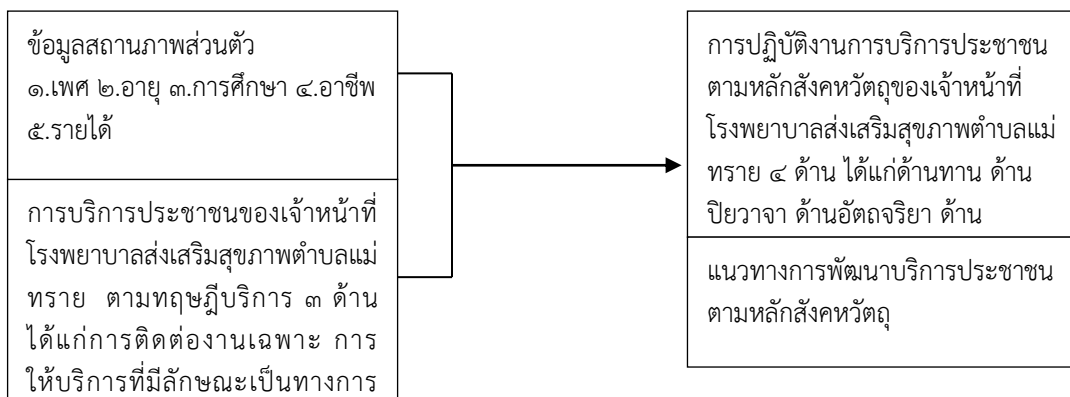 ข้อมูลสถานภาพส่วนตัว
๑.เพศ ๒.อายุ ๓.การศึกษา ๔.อาชีพ
๕.รายได้
การบริการประชาชนของเจ้าหน้าที่
โรงพยาบาลส่งเสริมสุขภาพตำบลแม่
ทราย ตามทฤษฎีบริการ ๓ ด้าน
ได้แก่การติดต่องานเฉพาะ การ
ให้บริการที่มีลักษณะเป็นทางการ
การปฏิบัติงานการบริการประชาชน
ตามหลักสังคหวัตถุของเจ้าหน้าที่
โรงพยาบาลส่งเสริมสุขภาพตำบลแม่
ทราย ๔ ด้าน ได้แก่ด้านทาน ด้าน
ปิยวาจา ด้านอัตถจริยา ด้าน
แนวทางการพัฒนาบริการประชาชน
ตามหลักสังคหวัตถุ